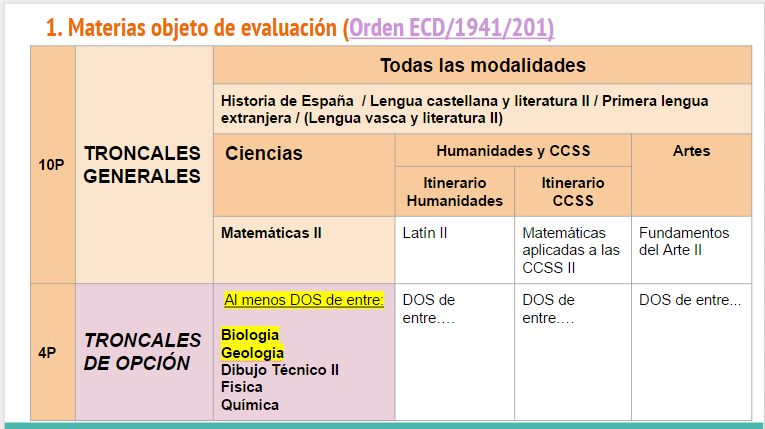 1. Materias objeto de evaluación (Orden ECD/1941/201)
Todas las modalidades
Historia de España / Lengua castellana y literatura II / Primera lengua
extranjera / (Lengua vasca y literatura II)
10P
TRONCALES
GENERALES
Ciencias
Humanidades y CCSS
Artes
Itinerario
Humanidades
Itinerario
CCSS
Matemáticas II
Latín II
Matemáticas
aplicadas a las
CCSS II
Fundamentos
del Arte II
4P
TRONCALES
DE OPCIÓN
Al menos DOS de entre:
Biologia
Geologia
Dibujo Técnico II
Fisica
Química
DOS de
entre….
DOS de
entre….
DOS de entre...